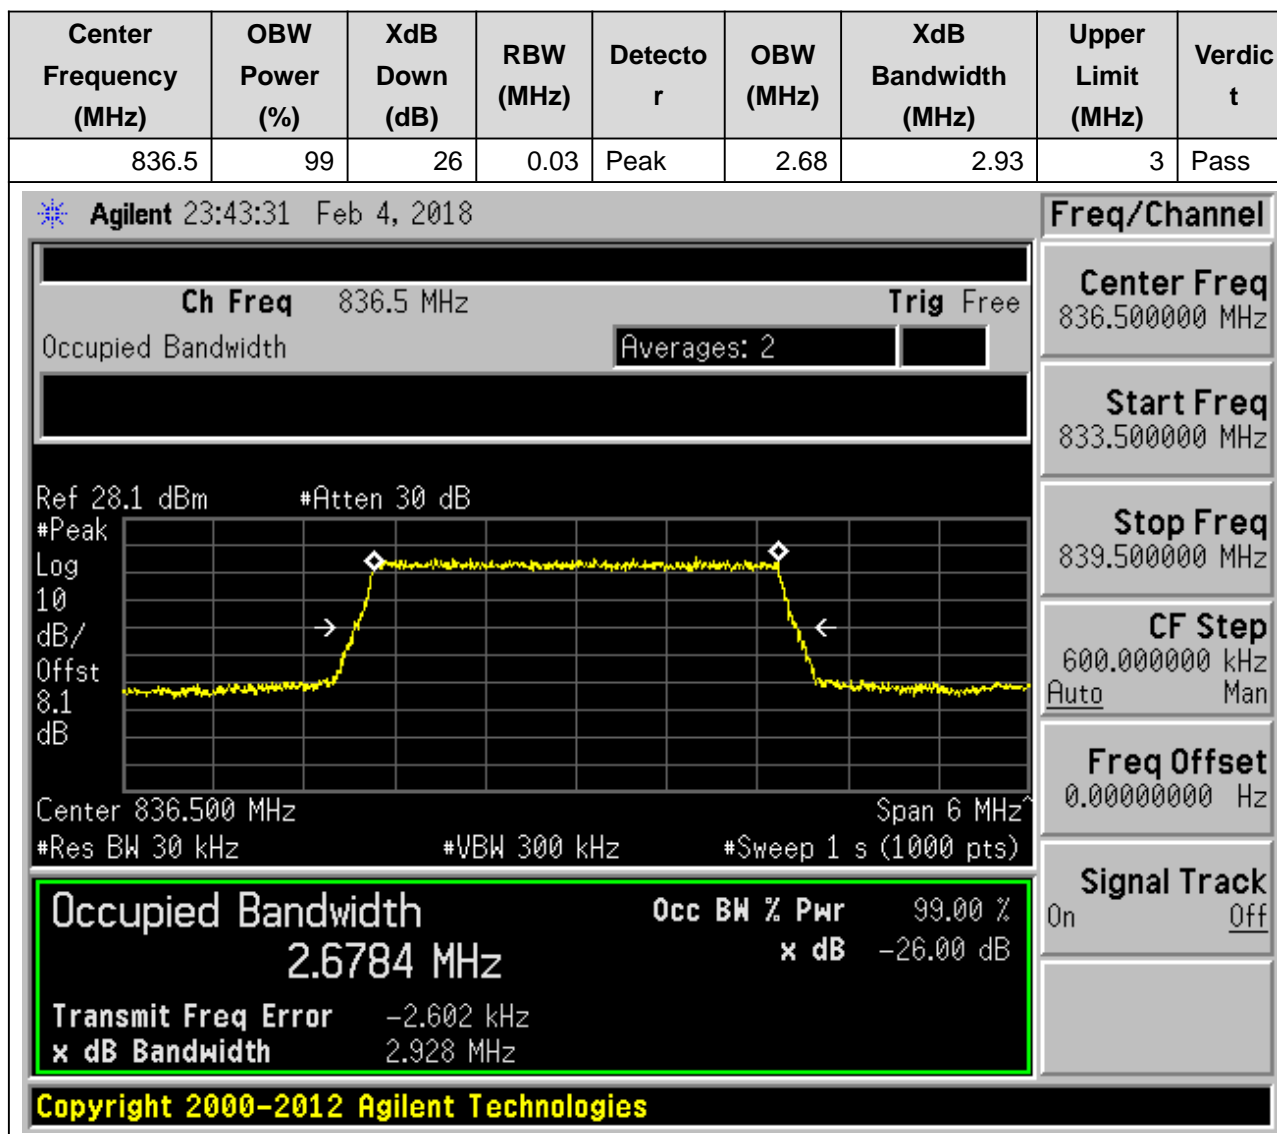 Center Frequency (MHz) OBW Power (%) XdB Down (dB) RBW (MHz) Detecto r OBW (MHz) XdB Bandwidth (MHz) Upper Limit (MHz) Verdic t
836.5 99 26 0.03 Peak 2.68 2.93 3 Pass
Agilent 23:43:31 Feb 4, 2018
Freq/Channel
Ch Freq 836.5 MHz Trig Free
Occupied Bandwidth Averages: 2
Center Freq
836.500000 MHz
Start Freq
833.500000 MHz
Ref 28.1 dBm #Atten 30 dB
#Peak
Log
10
dB/
Offst
8.1
dB
Stop Freq
839.500000 MHz
CF Step
600.000000 kHz
Auto Man
Freq Offset
0.00000000 Hz
Center 836.500 MHz Span 6 MHz^
#Res BW 30 kHz #VBW 300 kHz #Sweep 1 s (1000 pts)
Signal Track
On Off
Occupied Bandwidth Occ BW % Pwr 99.00 %
2.6784 MHz x dB -26.00 dB
Transmit Freq Error -2.602 kHz
x dB Bandwidth 2.928 MHz
Copyright 2000-2012 Agilent Technologies